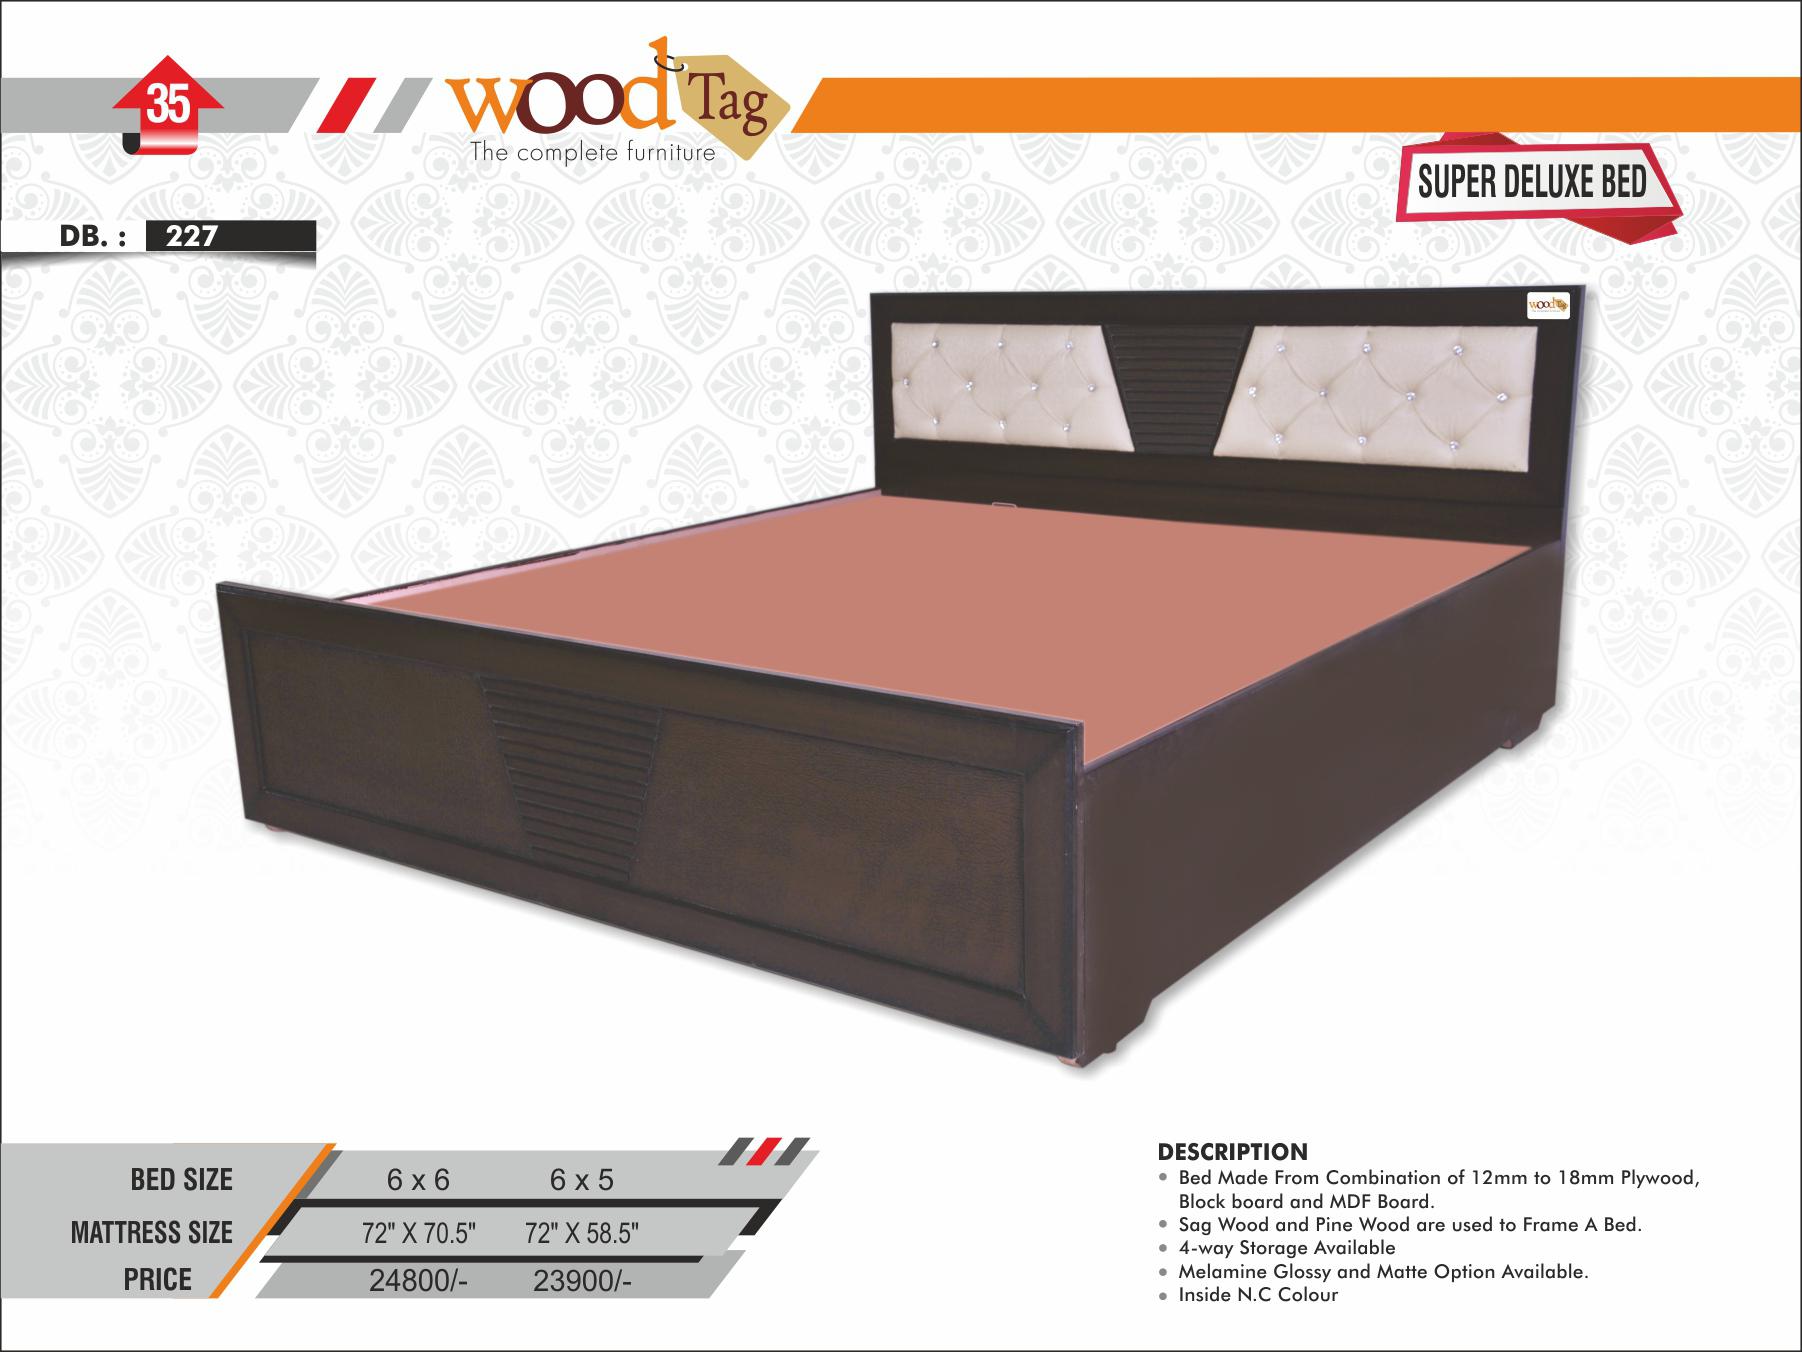 35
wood Tag
The complete furniture
SUPER DELUXE BED
DB. : 227
wood Tag
BED SIZE 6 x 6 6 x 5
MATTRESS SIZE 72" X 70.5" 72" X 58.5"
PRICE 24800/- 23900/-
DESCRIPTION
• Bed Made From Combination of 12mm to 18mm Plywood,
Block board and MDF Board.
• Sag Wood and Pine Wood are used to Frame A Bed.
• 4-way Storage Available
• Melamine Glossy and Matte Option Available.
• Inside N.C Colour